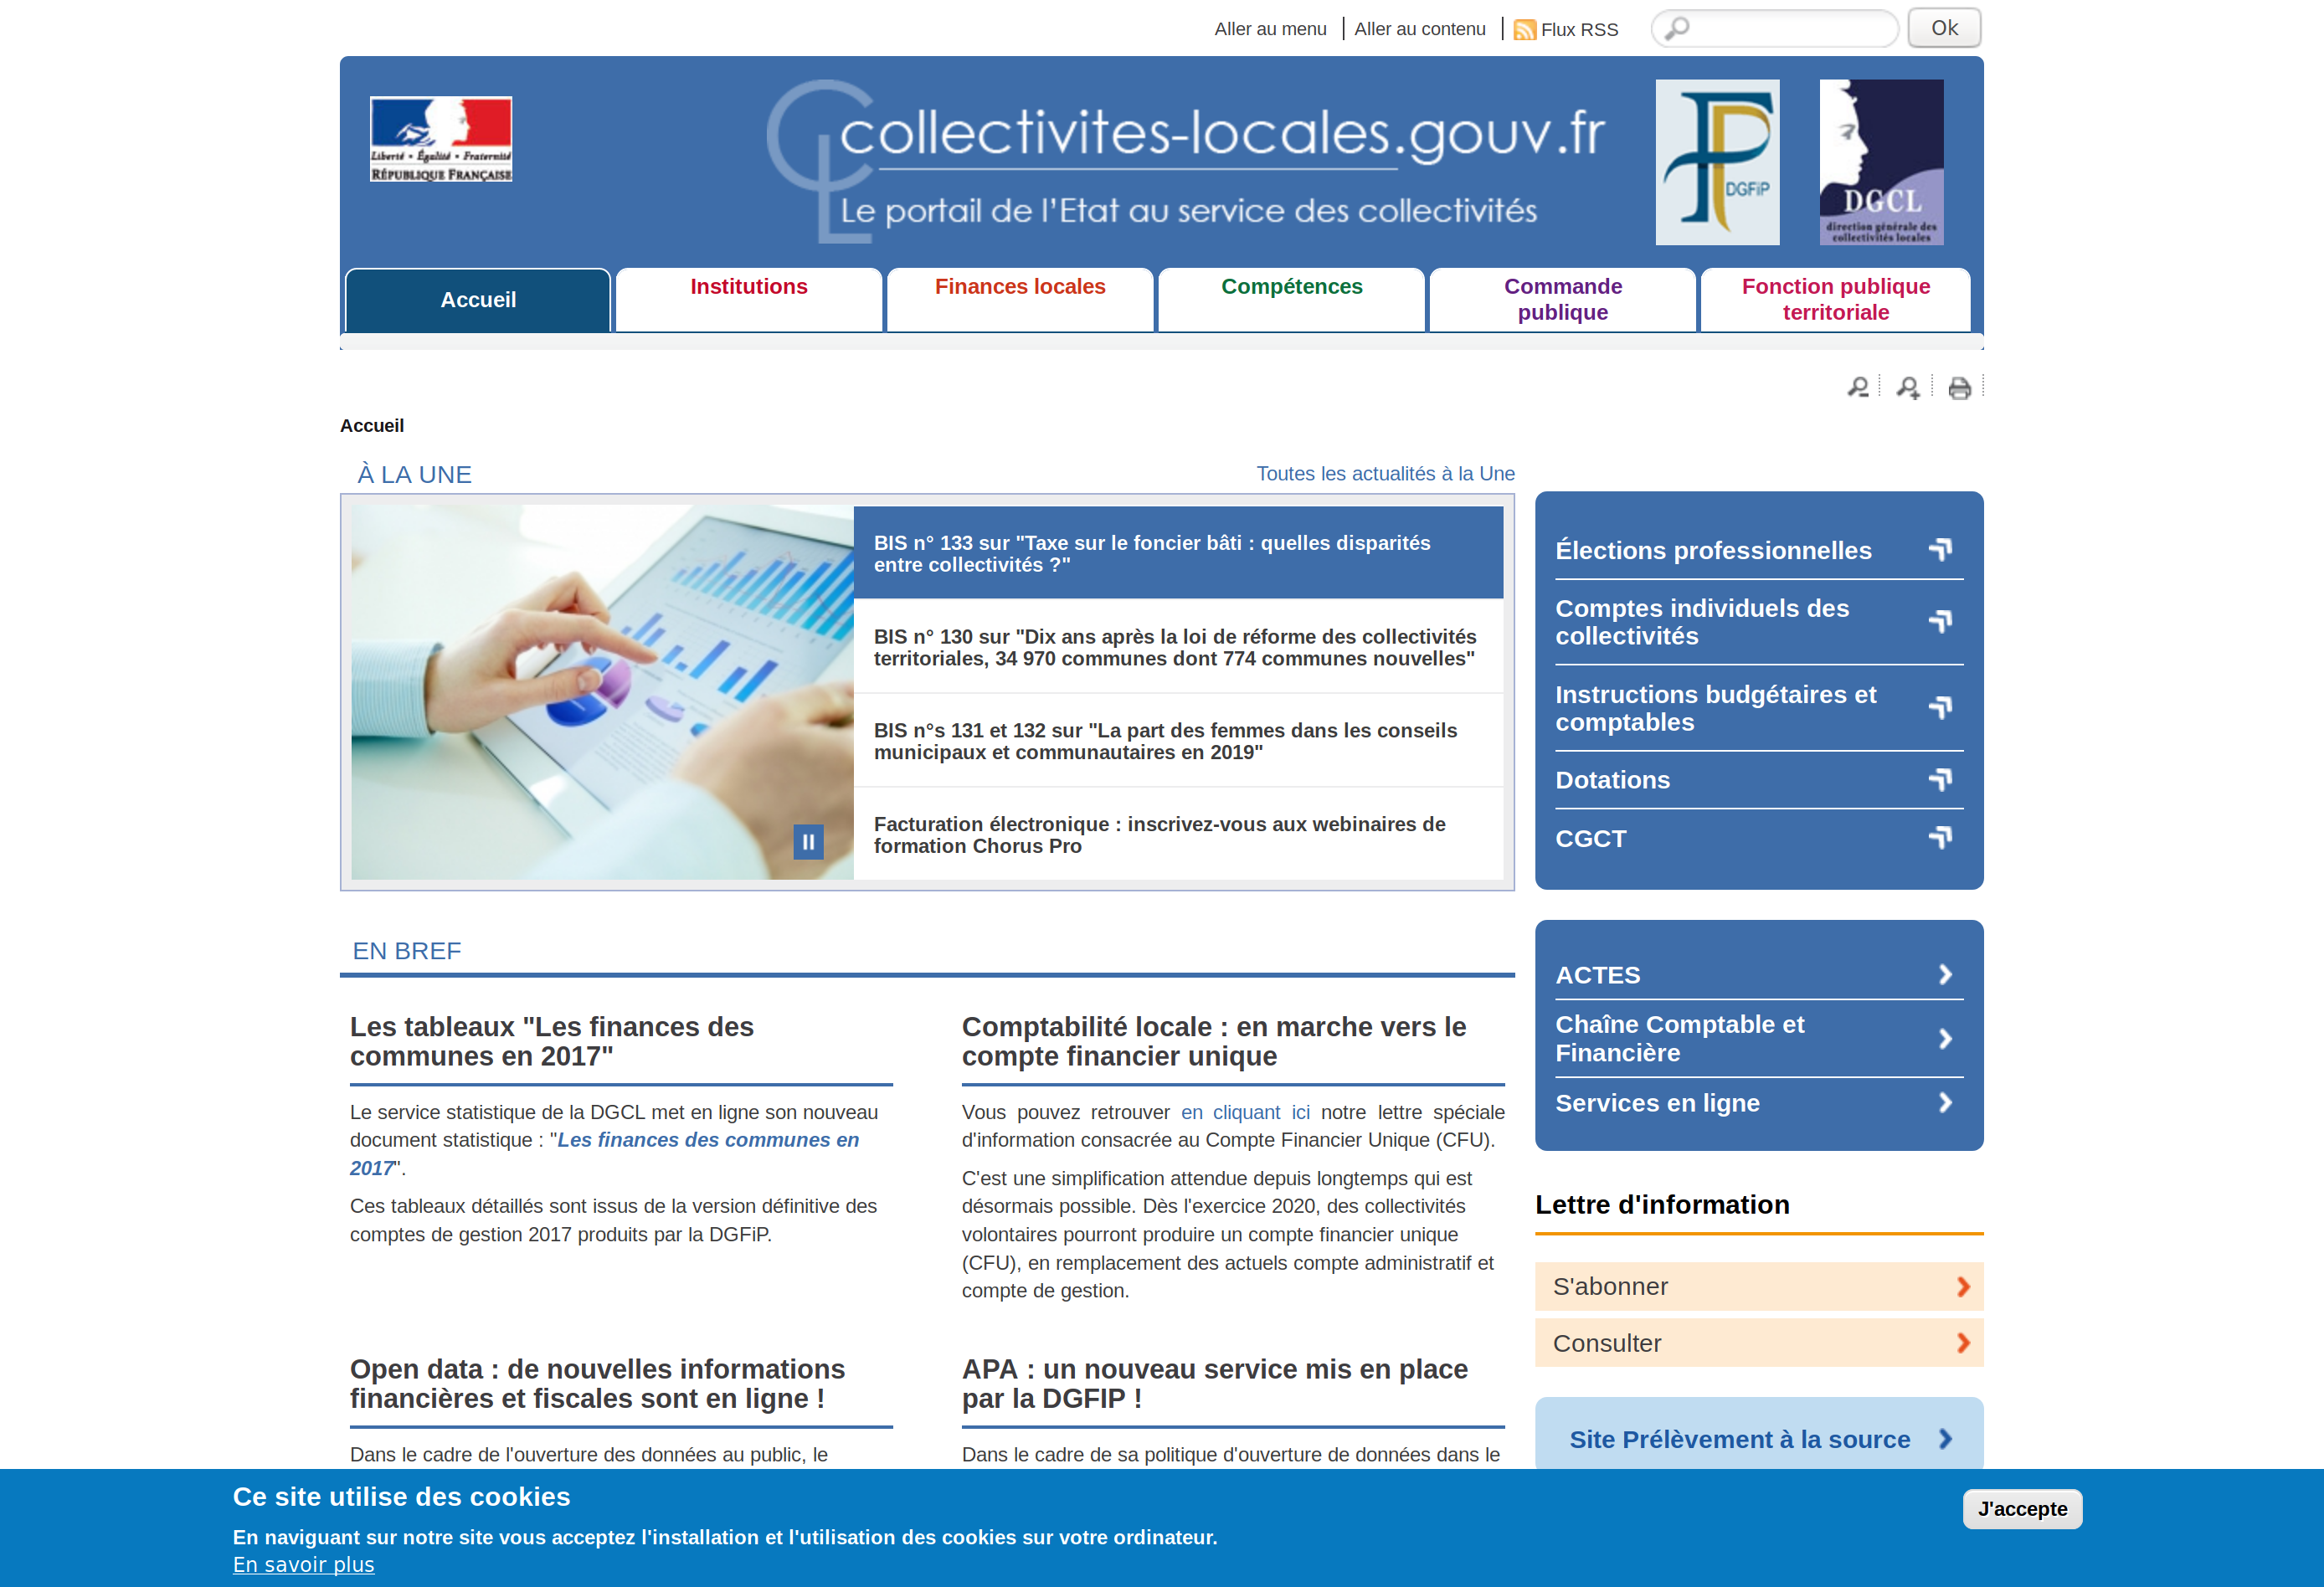 Aller au menu
Aller au contenu
Flux RSS
Ok
Liberté • Égalité • Fraternité
RÉPUBLIQUE FRANÇAISE
collectivites-locales.gouv.fr
Le portail de l'Etat au service des collectivités
DGFiP
DGCL
direction générale des
collectivités locales
Accueil
Institutions
Finances locales
Compétences
Commande
publique
Fonction publique
territoriale
Accueil
À LA UNE
Toutes les actualités à la Une
BIS n° 133 sur "Taxe sur le foncier bâti : quelles disparités
entre collectivités ?"
BIS n° 130 sur "Dix ans après la loi de réforme des collectivités
territoriales, 34 970 communes dont 774 communes nouvelles"
BIS n°s 131 et 132 sur "La part des femmes dans les conseils
municipaux et communautaires en 2019"
Facturation électronique : inscrivez-vous aux webinaires de
formation Chorus Pro
Élections professionnelles
Comptes individuels des
collectivités
Instructions budgétaires et
comptables
Dotations
CGCT
EN BREF
Les tableaux "Les finances des
communes en 2017"
Le service statistique de la DGCL met en ligne son nouveau
document statistique : "Les finances des communes en
2017".
Ces tableaux détaillés sont issus de la version définitive des
comptes de gestion 2017 produits par la DGFiP.
Comptabilité locale : en marche vers le
compte financier unique
Vous pouvez retrouver en cliquant ici notre lettre spéciale
d'information consacrée au Compte Financier Unique (CFU).
C'est une simplification attendue depuis longtemps qui est
désormais possible. Dès l'exercice 2020, des collectivités
volontaires pourront produire un compte financier unique
(CFU), en remplacement des actuels compte administratif et
compte de gestion.
Open data : de nouvelles informations
financières et fiscales sont en ligne !
Dans le cadre de l'ouverture des données au public, le
APA : un nouveau service mis en place
par la DGFIP !
Dans le cadre de sa politique d'ouverture de données dans le
ACTES
Chaîne Comptable et
Financière
Services en ligne
Lettre d'information
S'abonner
Consulter
Site Prélèvement à la source
Ce site utilise des cookies
En naviguant sur notre site vous acceptez l'installation et l'utilisation des cookies sur votre ordinateur.
En savoir plus
J'accepte